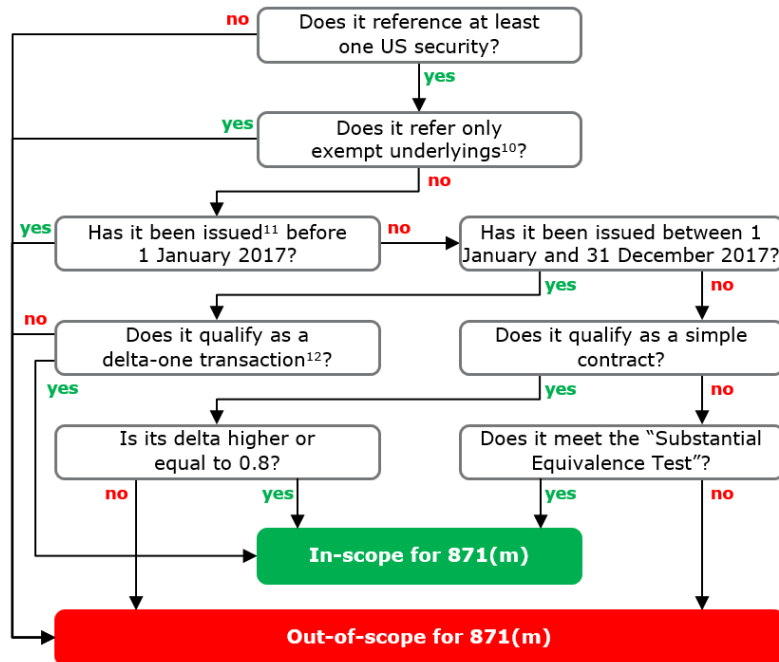 no
Does it reference at least
one US security?
yes
yes
Does it refer only
exempt underlyings¹⁰?
no
yes
Has it been issued¹¹ before
1 January 2017?
no
Has it been issued between 1
January and 31 December 2017?
yes
no
no
Does it qualify as a
delta-one transaction¹²?
yes
Does it qualify as a simple
contract?
yes
no
Is its delta higher or
equal to 0.8?
Does it meet the “Substantial
Equivalence Test”?
no
yes
yes
no
In-scope for 871(m)
Out-of-scope for 871(m)